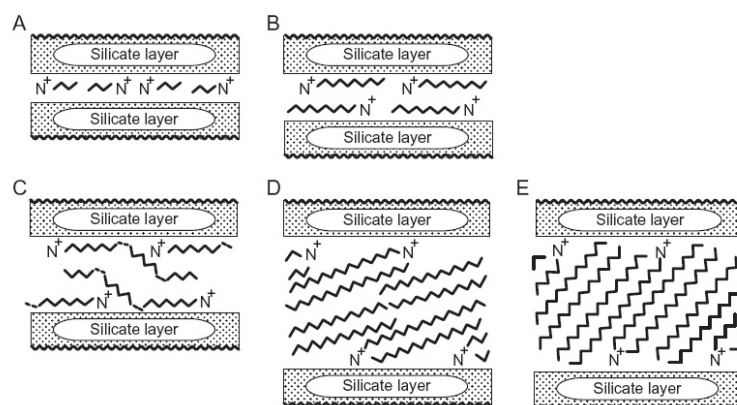 A
Silicate layer
N+ N+ N+ N+
Silicate layer
B
Silicate layer
N+ N+
N+ N+
Silicate layer
C
Silicate layer
N+ N+
N+ N+
Silicate layer
D
Silicate layer
N+ N+
N+ N+
Silicate layer
E
Silicate layer
N+ N+
N+ N+
Silicate layer